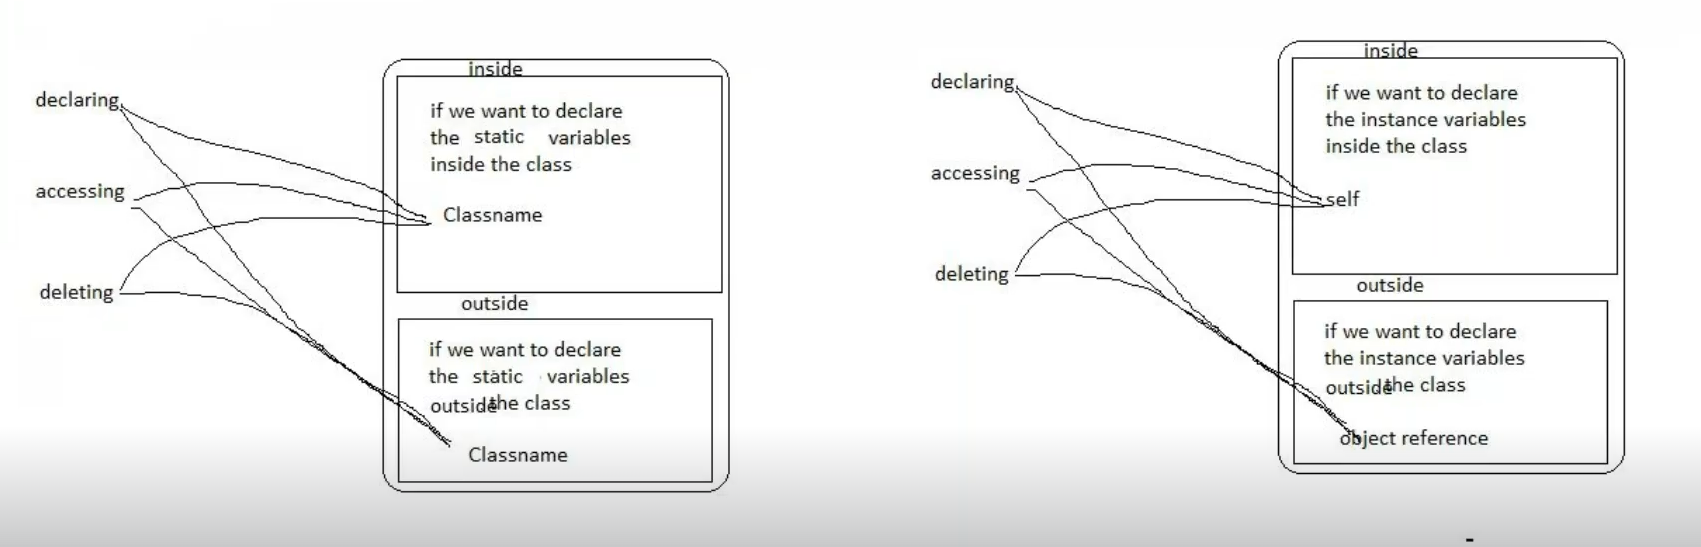 declaring
accessing
deleting
inside
if we want to declare
the static variables
inside the class
Classname
outside
if we want to declare
the static variables
outside the class
Classname
declaring
accessing
deleting
inside
if we want to declare
the instance variables
inside the class
self
outside
if we want to declare
the instance variables
outside the class
object reference